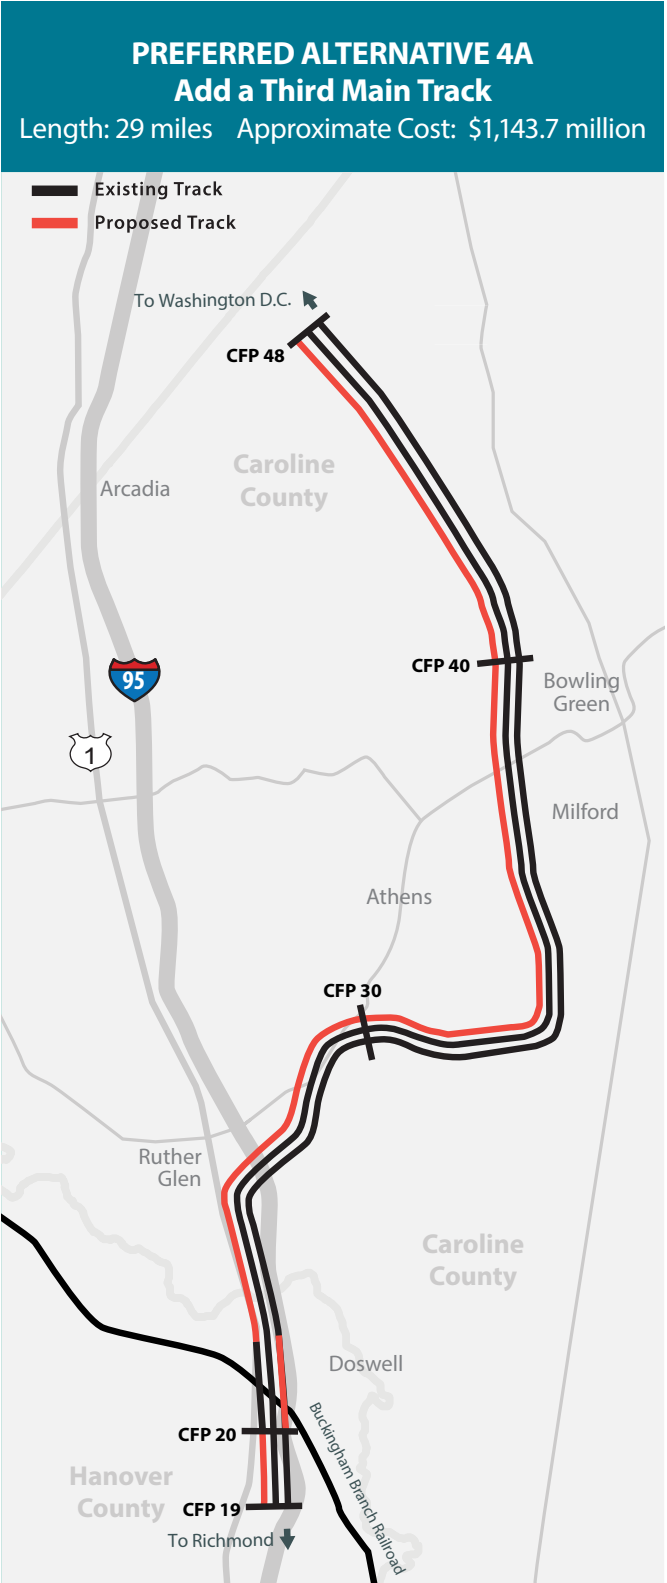 PREFERRED ALTERNATIVE 4A
Add a Third Main Track
Length: 29 miles Approximate Cost: $1,143.7 million
Existing Track
Proposed Track
To Washington D.C.
CFP 48
Caroline
County
Arcadia
CFP 40
95
Bowling
Green
1
Milford
Athens
CFP 30
Ruther
Glen
Caroline
County
Doswell
Buckingham Branch Railroad
CFP 20
Hanover
County
CFP 19
To Richmond